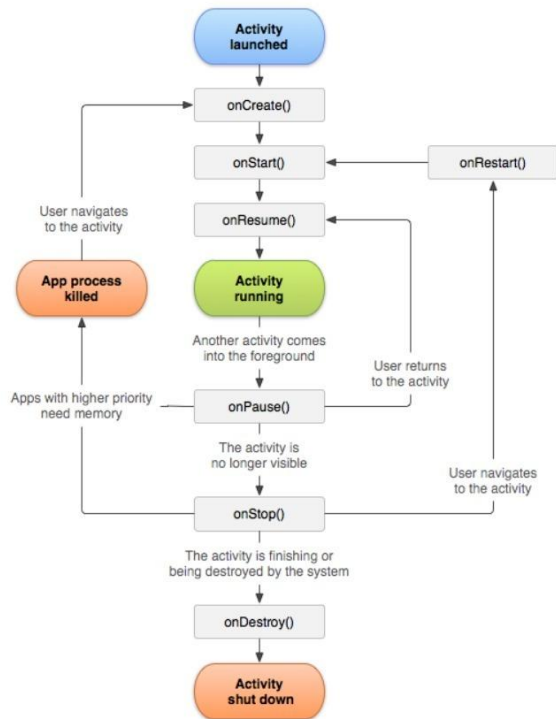 Activity
launched
onCreate()
onStart()
onRestart()
User navigates
to the activity
onResume()
App process
killed
Activity
running
Another activity comes
into the foreground
User returns
to the activity
Apps with higher priority
need memory
onPause()
The activity is
no longer visible
User navigates
to the activity
onStop()
The activity is finishing or
being destroyed by the system
onDestroy()
Activity
shut down